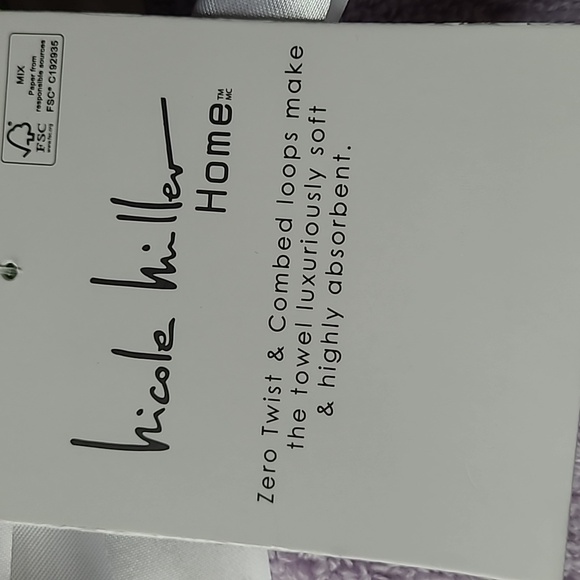 nicole miller
Home™ MC
Zero Twist & Combed loops make
the towel luxuriously soft
& highly absorbent.
MIX
Paper from
responsible sources
FSC® C192935
FSC
www.fsc.org